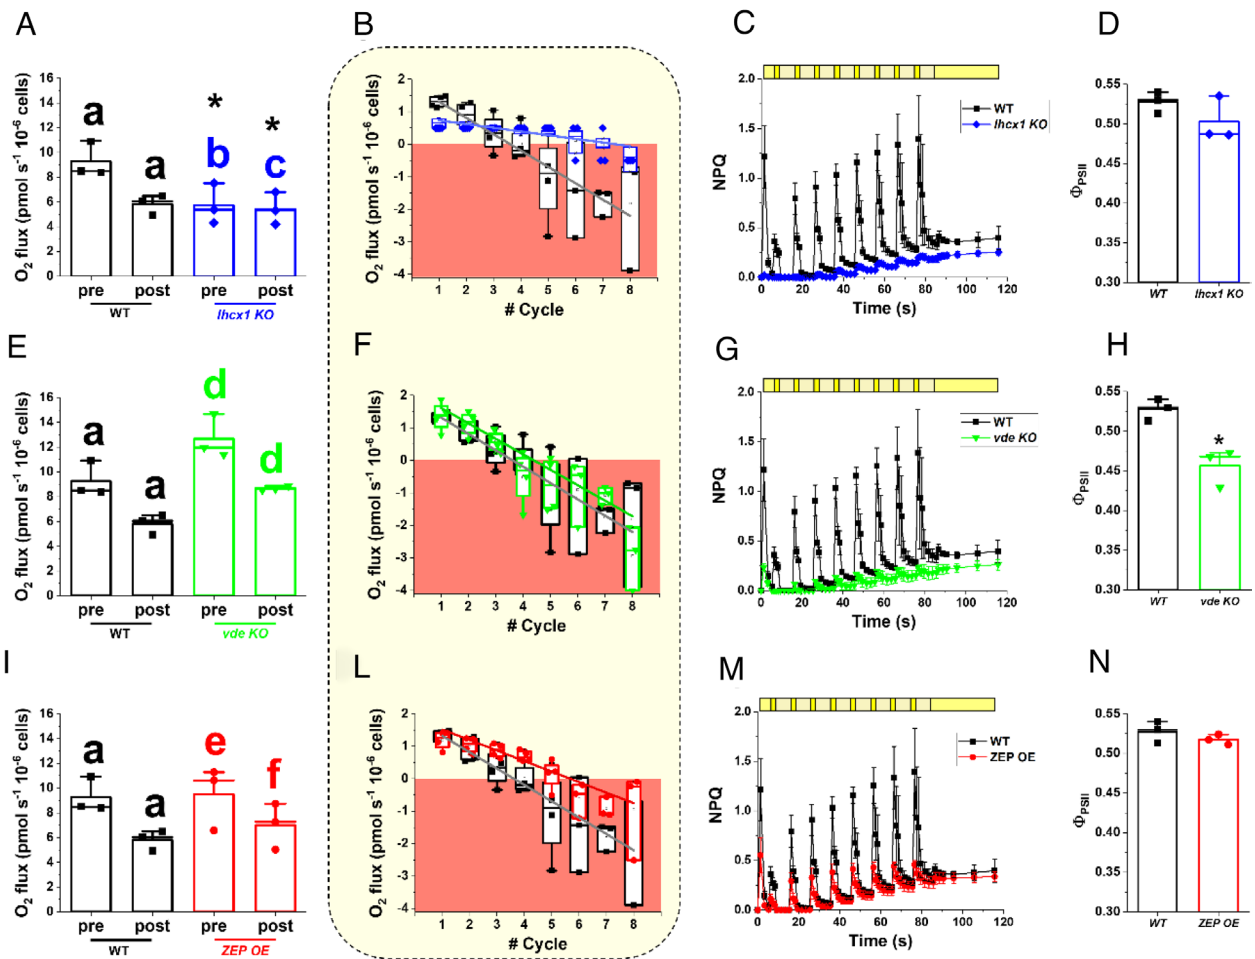 A
B
C
D
O2 flux (pmol s-1 10-6 cells)
16
14
12
10
8
6
4
2
0
a
a
*
b
*
c
pre
post
pre
post
WT
lhcx1 KO
O2 flux (pmol s-1 10-6 cells)
2
1
0
-1
-2
-3
-4
1 2 3 4 5 6 7 8
# Cycle
NPQ
2.0
1.5
1.0
0.5
0.0
WT
lhcx1 KO
0 20 40 60 80 100 120
Time (s)
ΦPSII
0.55
0.50
0.45
0.40
0.35
0.30
WT
lhcx1 KO
E
F
G
H
O2 flux (pmol s-1 10-6 cells)
16
14
12
10
8
6
4
2
0
a
a
d
d
pre
post
pre
post
WT
vde KO
O2 flux (pmol s-1 10-6 cells)
2
1
0
-1
-2
-3
-4
1 2 3 4 5 6 7 8
# Cycle
NPQ
2.0
1.5
1.0
0.5
0.0
WT
vde KO
0 20 40 60 80 100 120
Time (s)
ΦPSII
0.55
0.50
0.45
0.40
0.35
0.30
*
WT
vde KO
I
L
M
N
O2 flux (pmol s-1 10-6 cells)
16
14
12
10
8
6
4
2
0
a
a
e
f
pre
post
pre
post
WT
ZEP OE
O2 flux (pmol s-1 10-6 cells)
2
1
0
-1
-2
-3
-4
1 2 3 4 5 6 7 8
# Cycle
NPQ
2.0
1.5
1.0
0.5
0.0
WT
ZEP OE
0 20 40 60 80 100 120
Time (s)
ΦPSII
0.55
0.50
0.45
0.40
0.35
0.30
WT
ZEP OE